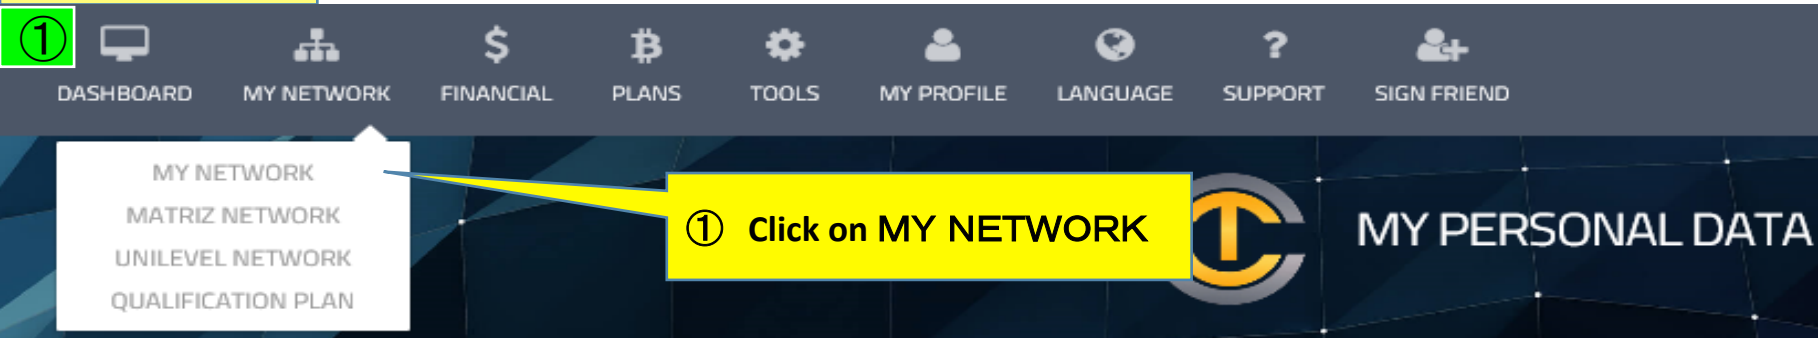 ①
DASHBOARD MY NETWORK FINANCIAL PLANS TOOLS MY PROFILE LANGUAGE SUPPORT SIGN FRIEND
MY NETWORK
MATRIZ NETWORK
UNILEVEL NETWORK
QUALIFICATION PLAN
① Click on MY NETWORK
MY PERSONAL DATA